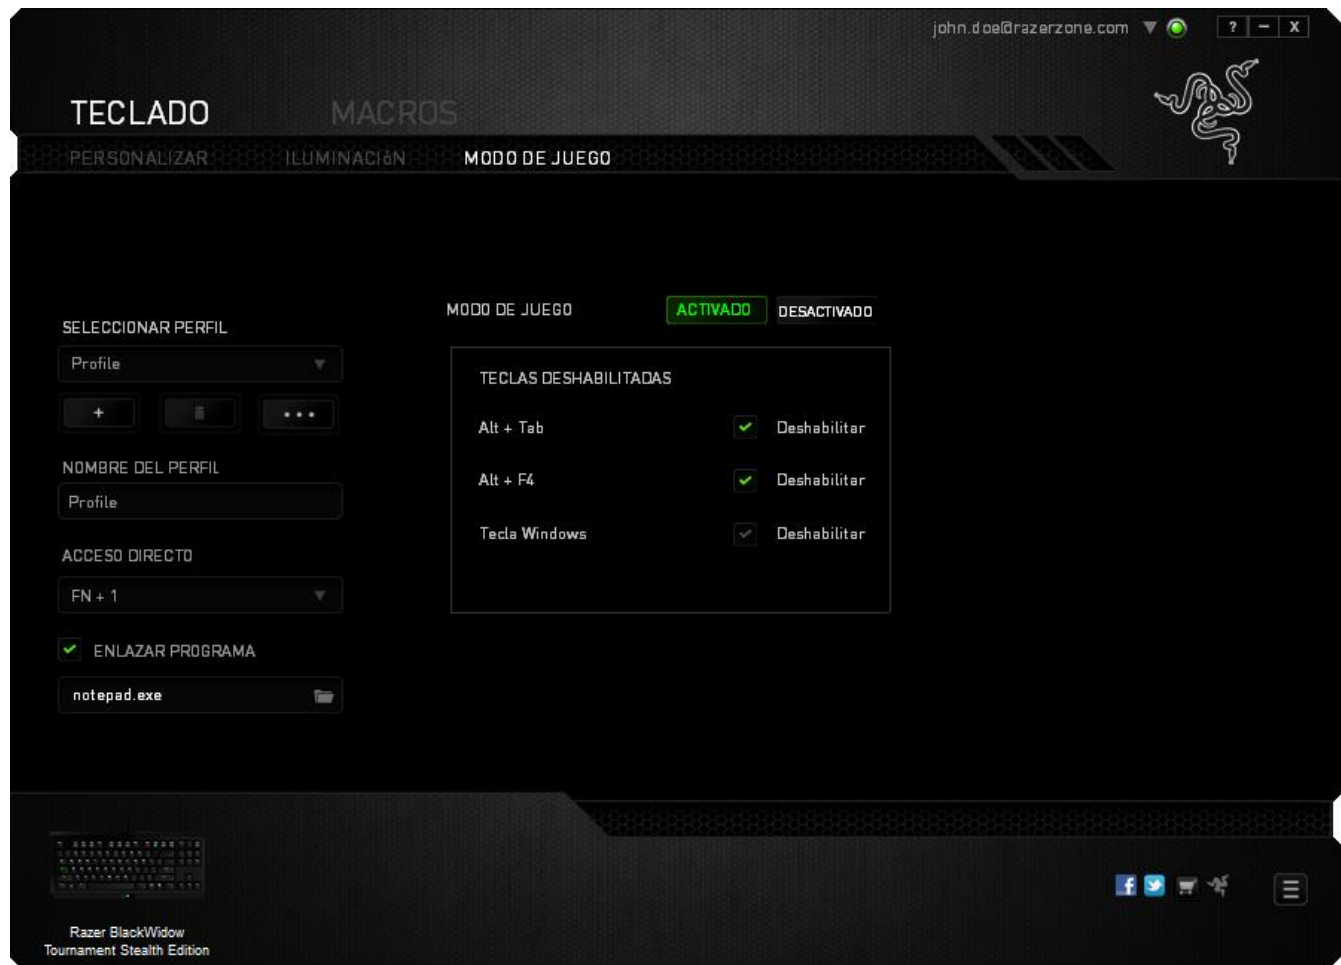 john.doe@razerzone.com
? – X
TECLADO MACROS
PERSONALIZAR ILUMINACIóN MODO DE JUEGO
MODO DE JUEGO ACTIVADO DESACTIVADO
SELECCIONAR PERFIL
Profile
+ •••
NOMBRE DEL PERFIL
Profile
ACCESO DIRECTO
FN + 1
ENLAZAR PROGRAMA
notepad.exe
TECLAS DESHABILITADAS
Alt + Tab Deshabilitar
Alt + F4 Deshabilitar
Tecla Windows Deshabilitar
Razer BlackWidow
Tournament Stealth Edition
f